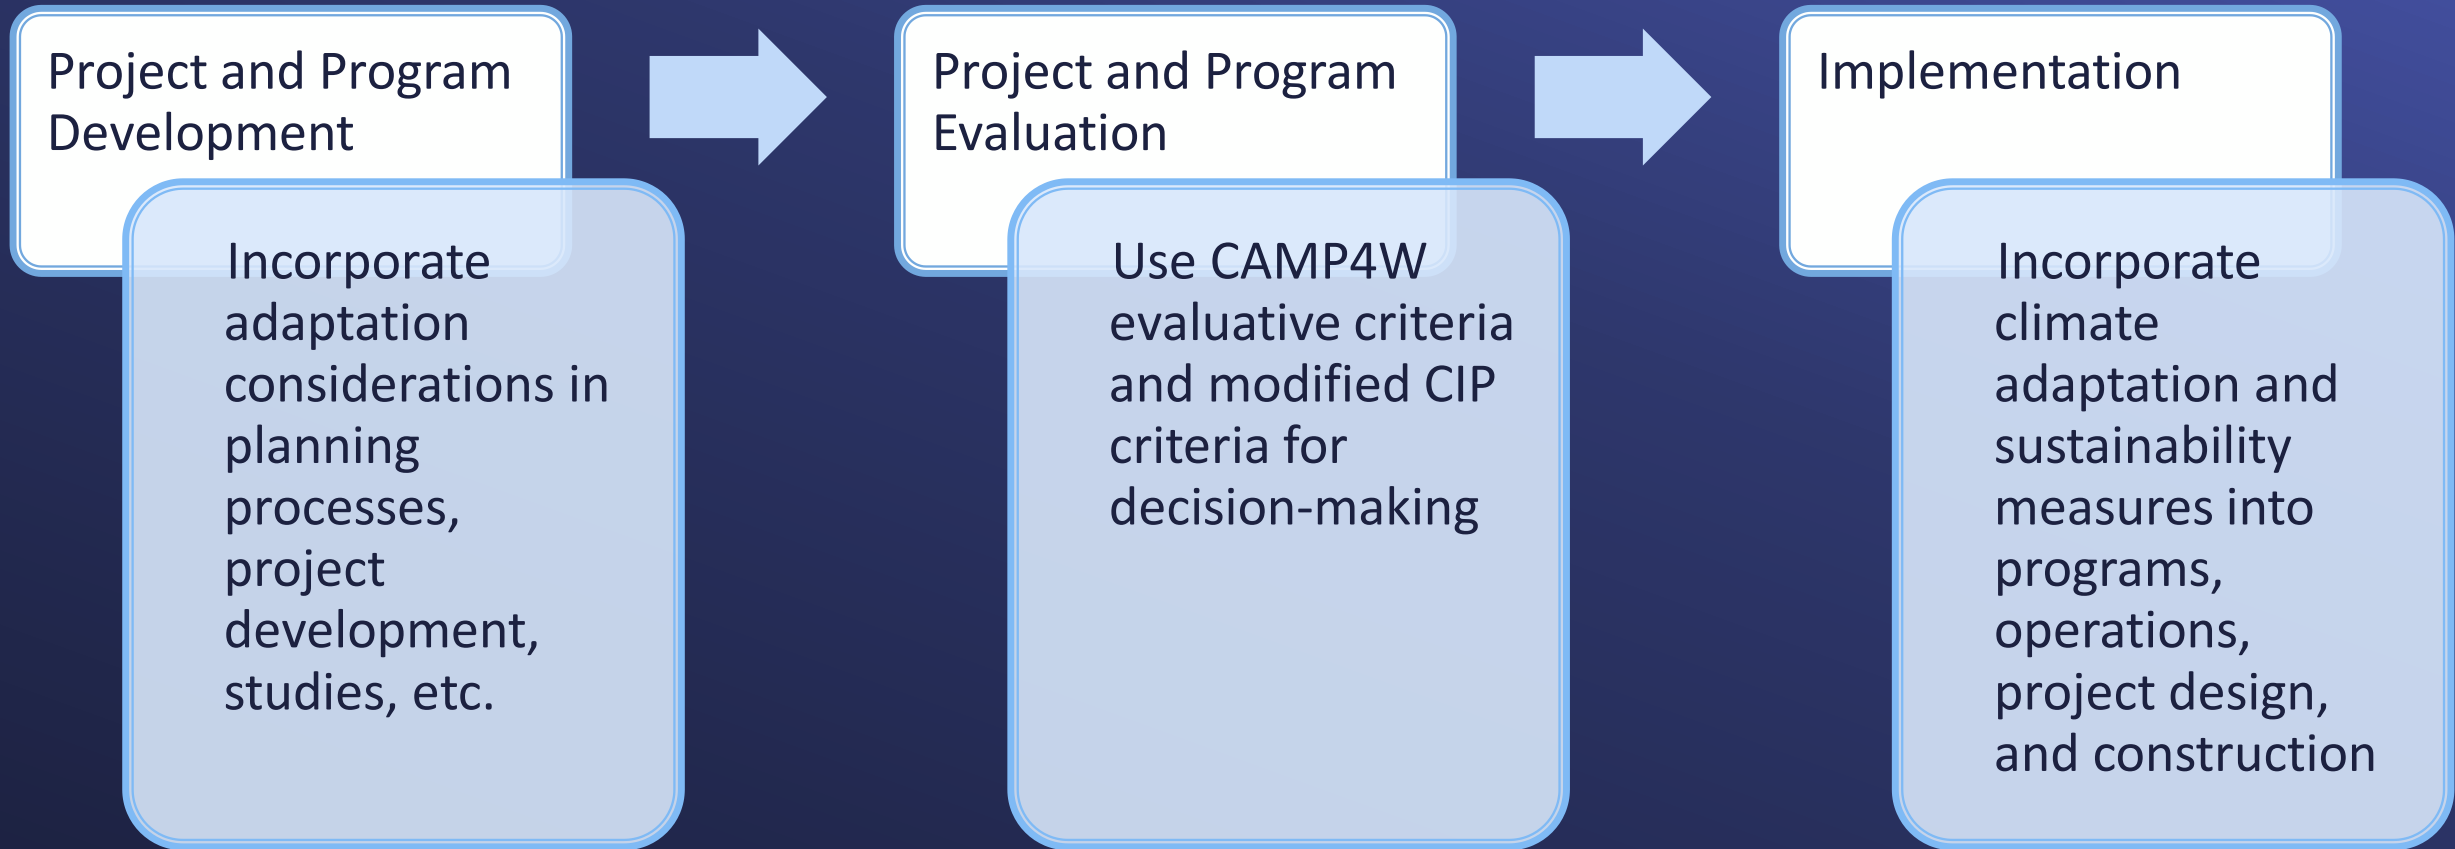 Project and Program
Development
Incorporate
adaptation
considerations in
planning
processes,
project
development,
studies, etc.
Project and Program
Evaluation
Use CAMP4W
evaluative criteria
and modified CIP
criteria for
decision-making
Implementation
Incorporate
climate
adaptation and
sustainability
measures into
programs,
operations,
project design,
and construction